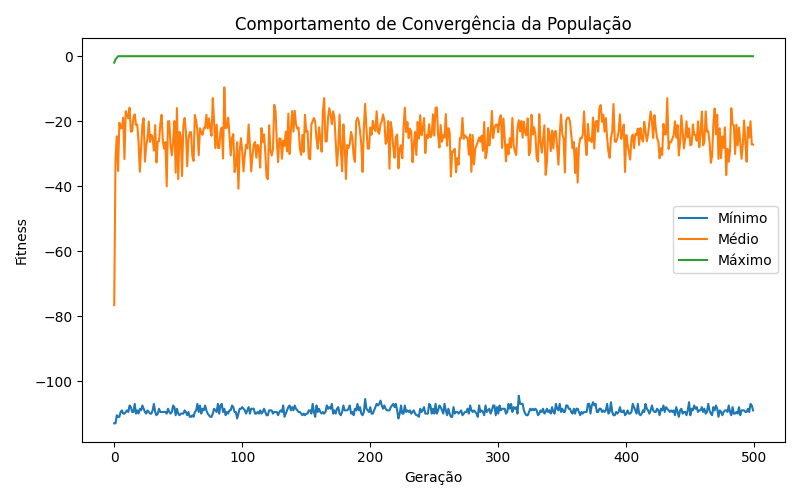 Comportamento de Convergência da População
Fitness
0
−20
−40
−60
−80
−100
Mínimo
Médio
Máximo
0 100 200 300 400 500
Geração